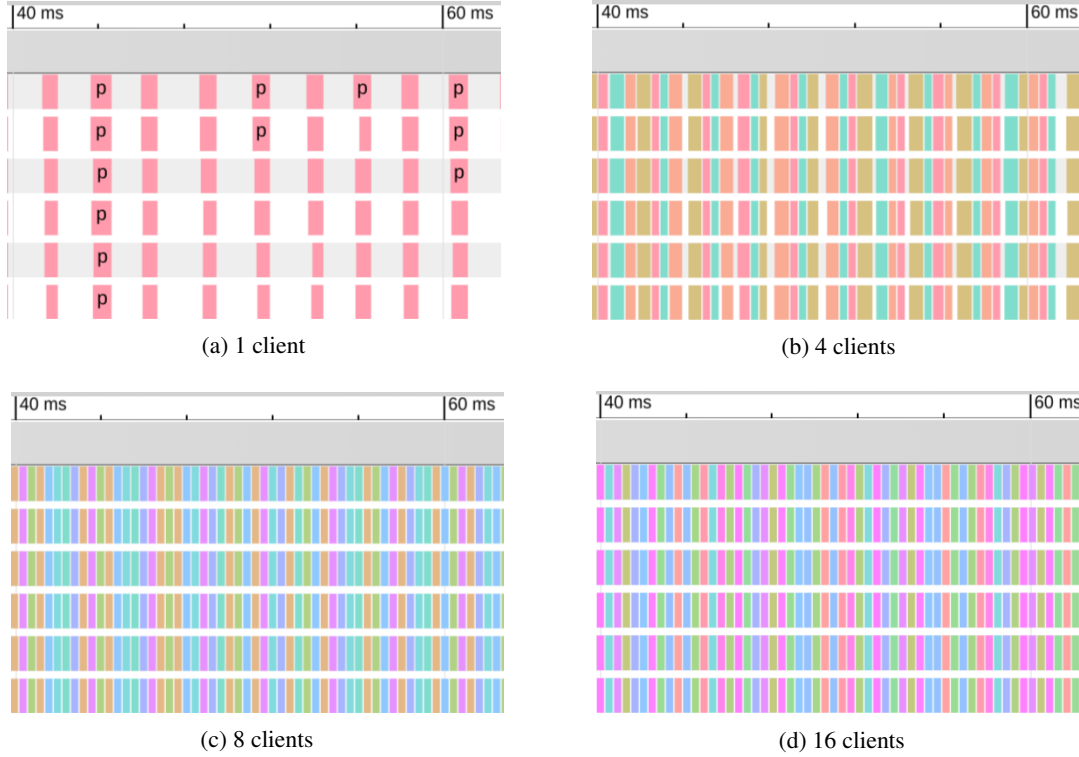 40 ms 60 ms
p p p p
p p p
p p
p
p
p
(a) 1 client
40 ms 60 ms
(b) 4 clients
40 ms 60 ms
(c) 8 clients
40 ms 60 ms
(d) 16 clients